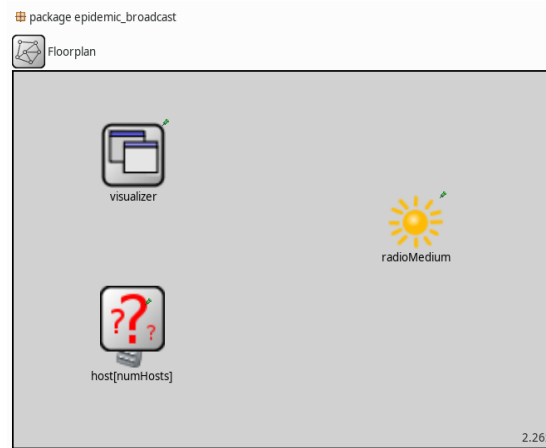 package epidemic_broadcast
Floorplan
visualizer
radioMedium
???
host[numHosts]
2.26